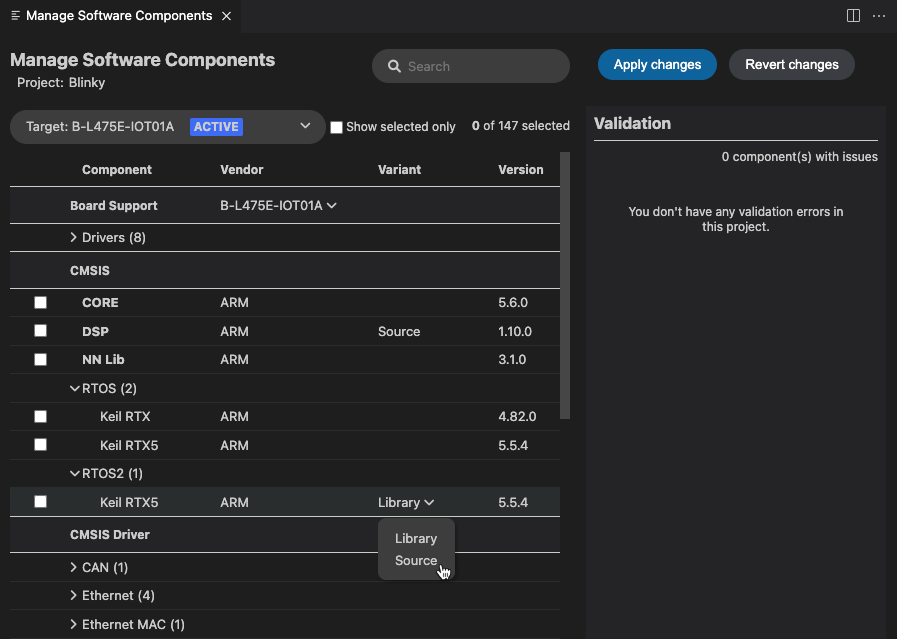 Manage Software Components
Manage Software Components
Project: Blinky
Search
Apply changes
Revert changes
Target: B-L475E-IOT01A ACTIVE
Show selected only
0 of 147 selected
Validation
0 component(s) with issues
You don't have any validation errors in
this project.
Component Vendor Variant Version
Board Support B-L475E-IOT01A
Drivers (8)
CMSIS
CORE ARM 5.6.0
DSP ARM Source 1.10.0
NN Lib ARM 3.1.0
RTOS (2)
Keil RTX ARM 4.82.0
Keil RTX5 ARM 5.5.4
RTOS2 (1)
Keil RTX5 ARM Library 5.5.4
Library
Source
CMSIS Driver
CAN (1)
Ethernet (4)
Ethernet MAC (1)